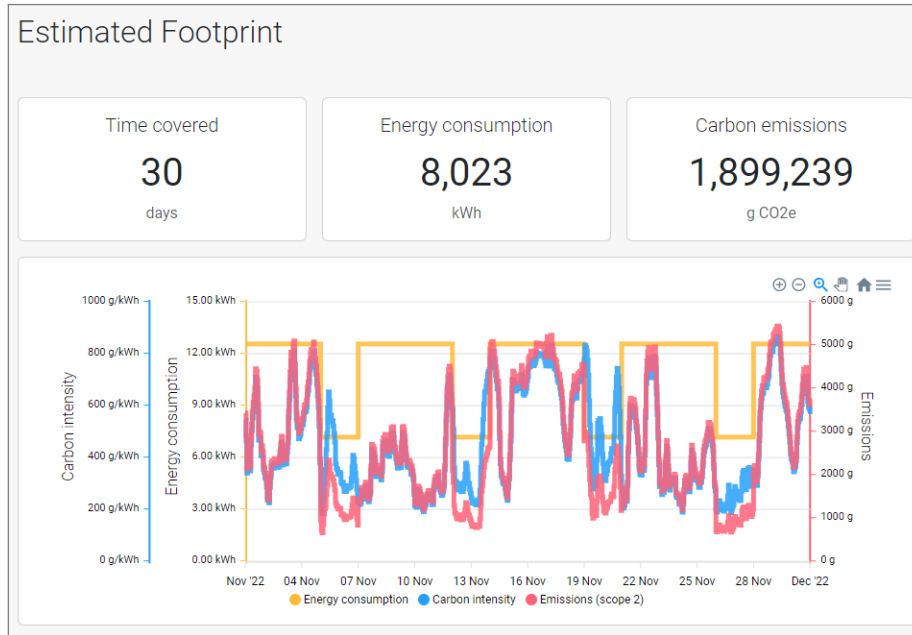 Estimated Footprint
Time covered
30
days
Energy consumption
8,023
kWh
Carbon emissions
1,899,239
g CO2e
Carbon intensity
1000 g/kWh
800 g/kWh
600 g/kWh
400 g/kWh
200 g/kWh
0 g/kWh
Energy consumption
15.00 kWh
12.00 kWh
9.00 kWh
6.00 kWh
3.00 kWh
0.00 kWh
6000 g
5000 g
4000 g
3000 g
2000 g
1000 g
0 g
Emissions
Nov '22 04 Nov 07 Nov 10 Nov 13 Nov 16 Nov 19 Nov 22 Nov 25 Nov 28 Nov Dec '22
Energy consumption Carbon intensity Emissions (scope 2)